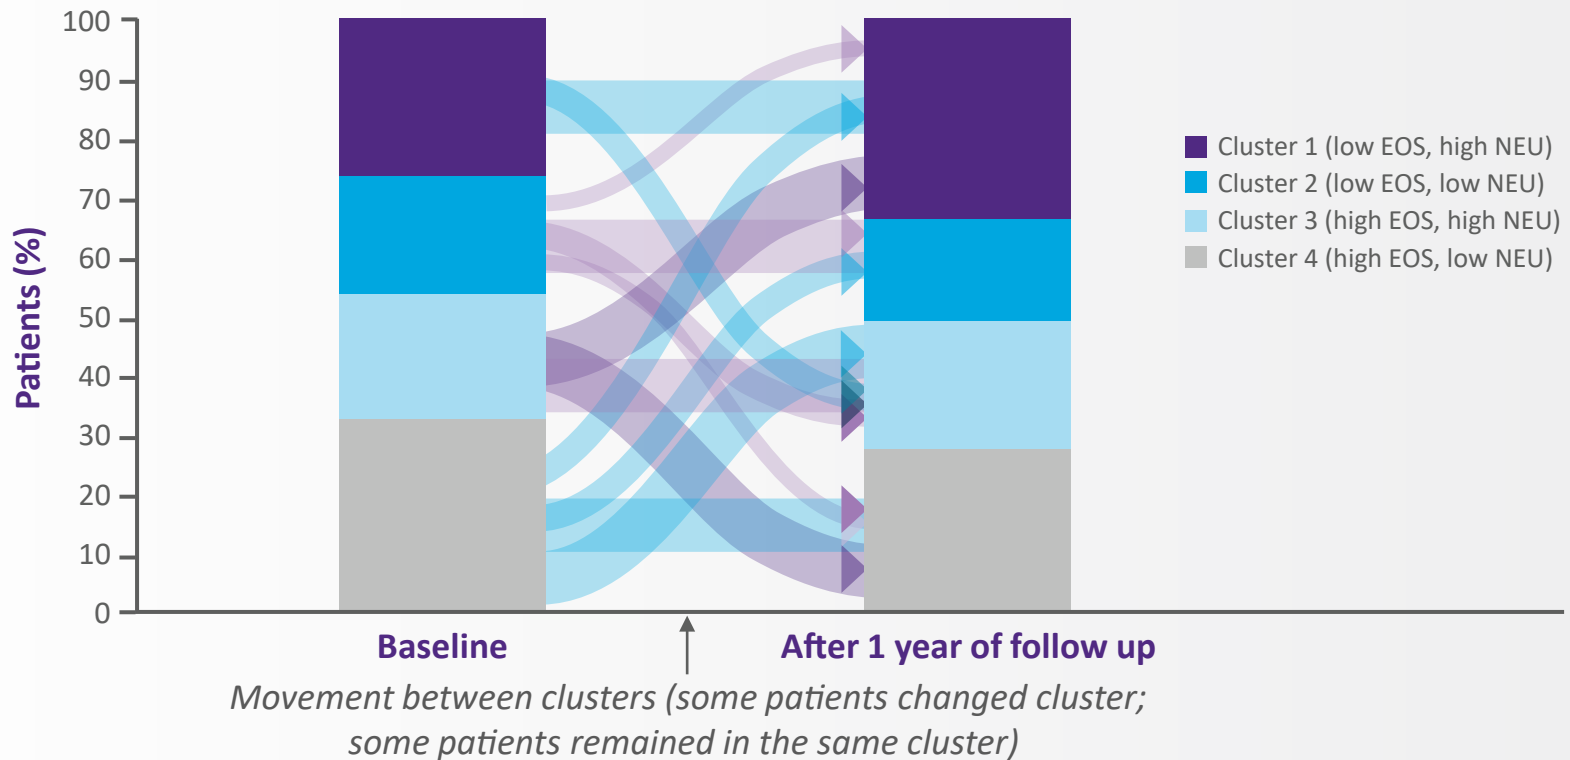 Patients (%)
100
90
80
70
60
50
40
30
20
10
0
Cluster 1 (low EOS, high NEU)
Cluster 2 (low EOS, low NEU)
Cluster 3 (high EOS, high NEU)
Cluster 4 (high EOS, low NEU)
Baseline
After 1 year of follow up
Movement between clusters (some patients changed cluster;
some patients remained in the same cluster)